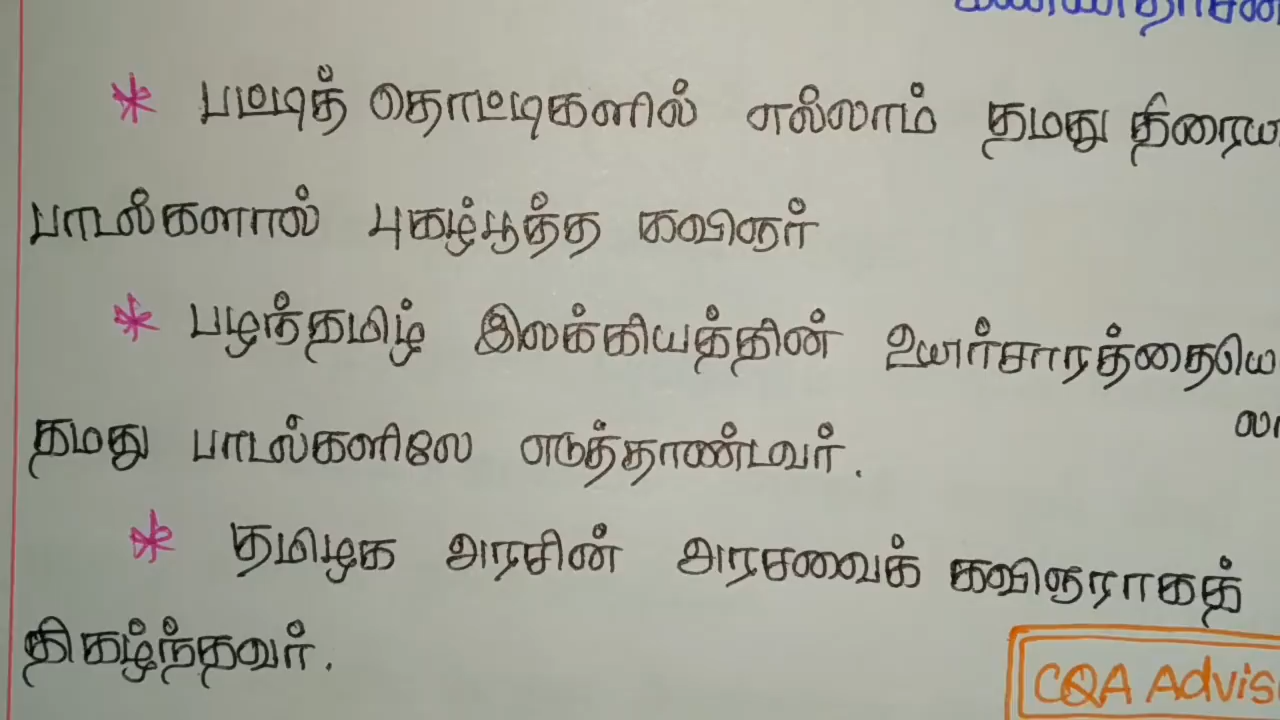 * பட்டித் தொட்டிகளில் எல்லாம் தமது திரைய
பாடல்களால் புகழ்பூத்த கவிஞர்
* பழந்தமிழ் இலக்கியத்தின் உயர்சாரத்தையெ
லா
தமது பாடல்களிலே எடுத்தாண்டவர்.
* தமிழக அரசின் அரசவைக் கவிஞராகத்
திகழ்ந்தவர்.
CQA Advis